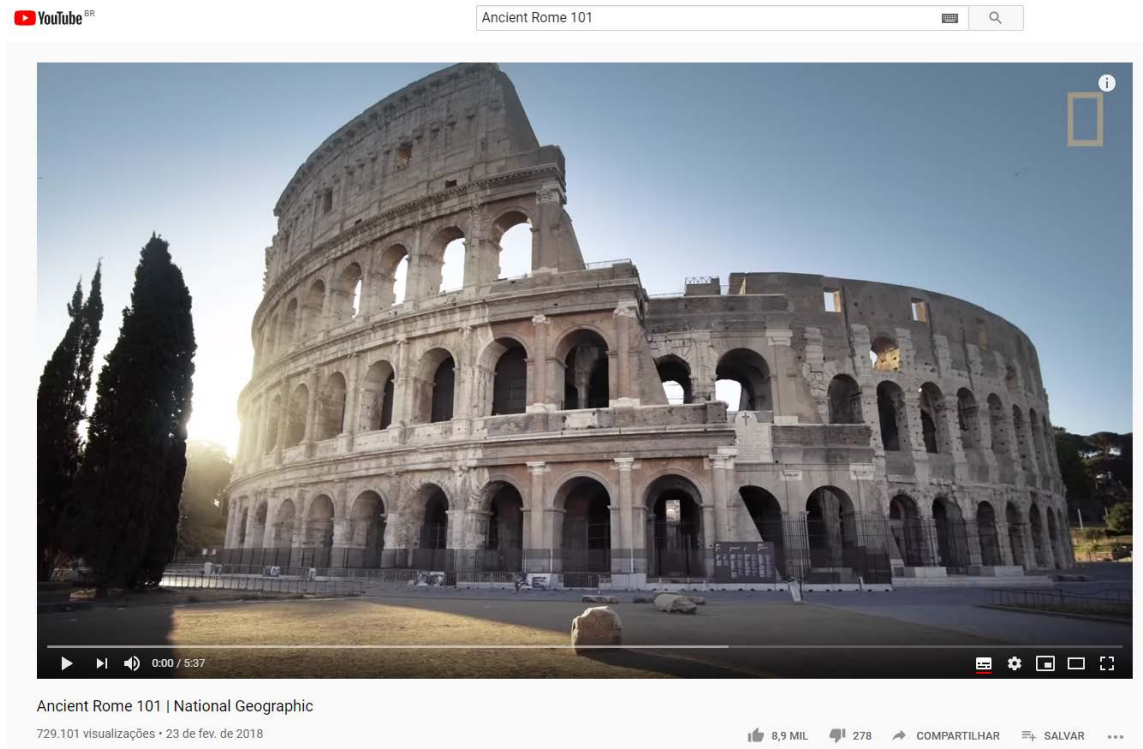 YouTube BR
Ancient Rome 101
0:00 / 5:37
Ancient Rome 101 | National Geographic
729.101 visualizações • 23 de fev. de 2018
8,9 MIL 278 COMPARTILHAR SALVAR